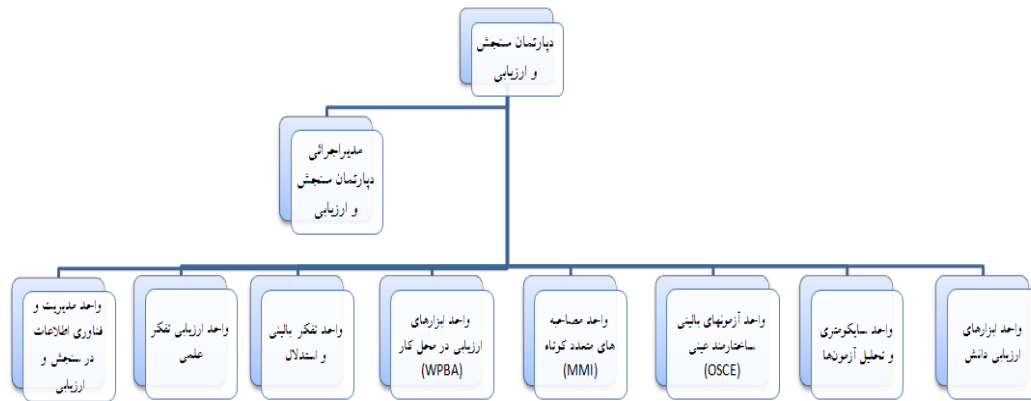 دپارتمان سنجش
و ارزیابی
مدیراجرائی
دپارتمان سنجش
و ارزیابی
واحد ابزارهای
ارزیابی دانش
واحد سایکومتری
و تحلیل آزمون‌ها
واحد آزمونهای بالینی
ساختارمند عینی
(OSCE)
واحد مصاحبه
های متعدد کوتاه
(MMI)
واحد ابزارهای
ارزیابی در محل کار
(WPBA)
واحد تفکر بالینی
و استدلال
واحد ارزیابی تفکر
علمی
واحد مدیریت و
فناوری اطلاعات
در سنجش و
ارزیابی